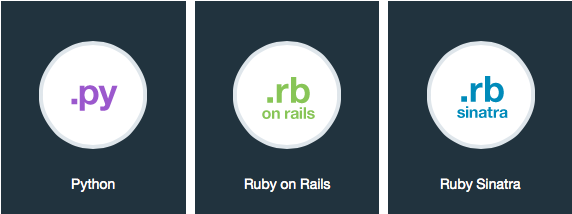 .py
Python
.rb
on rails
Ruby on Rails
.rb
sinatra
Ruby Sinatra